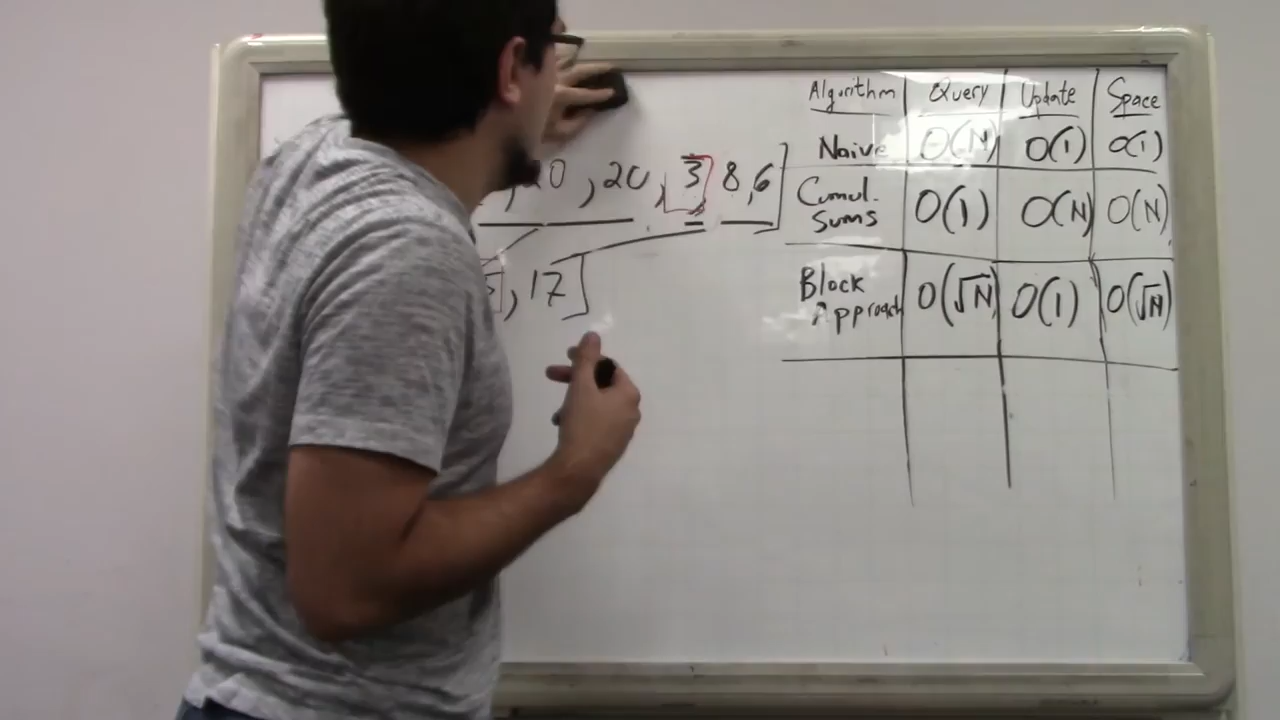 , 20 , 20 , 3 8,6]
, 17 ]
Algorithm Query Update Space
Naive O(N) O(1) O(1)
Cumul.
Sums O(1) O(N) O(N)
Block
Approach O(√N) O(1) O(√N)